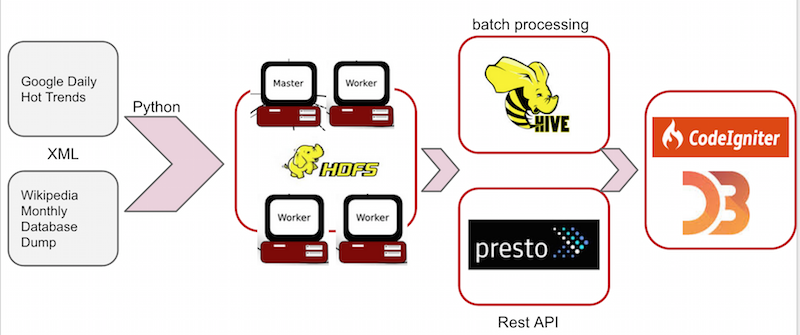 batch processing
Google Daily
Hot Trends
XML
Wikipedia
Monthly
Database
Dump
Python
Master
Worker
HDFS
Worker
Worker
HIVE
presto
Rest API
CodeIgniter
D3